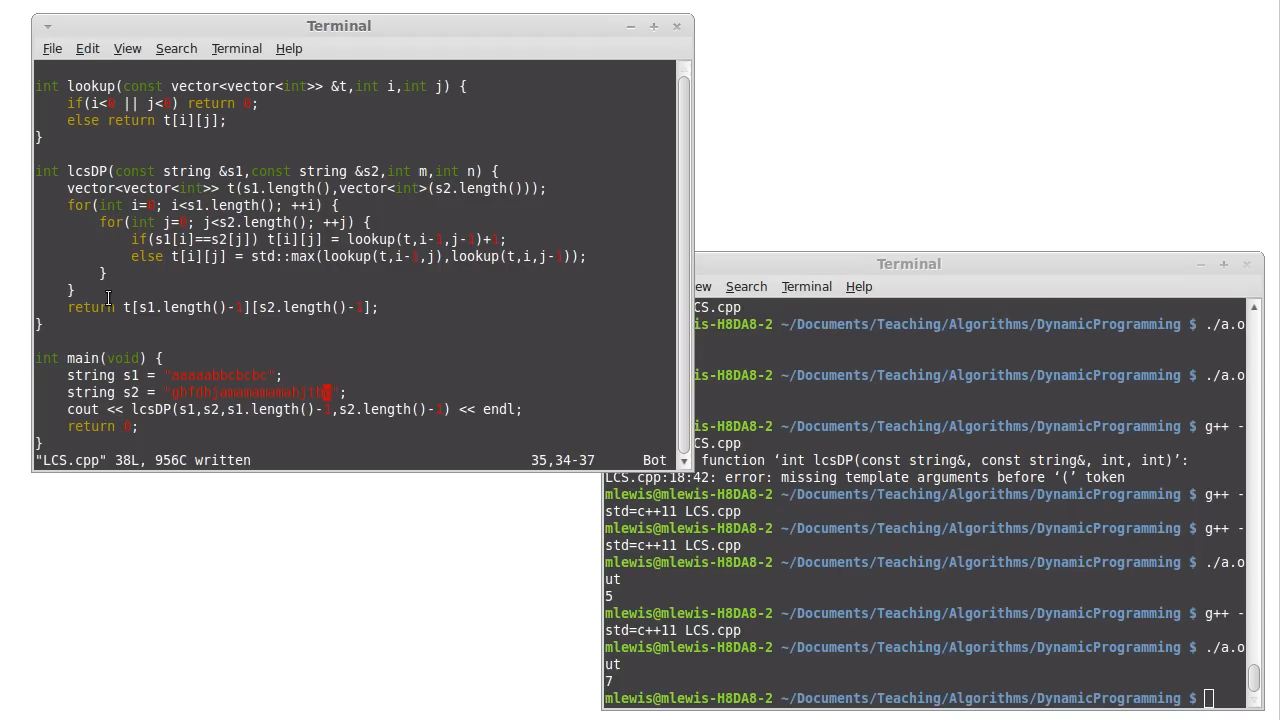 Terminal
File Edit View Search Terminal Help
int lookup(const vector<vector<int>> &t,int i,int j) {
    if(i<0 || j<0) return 0;
    else return t[i][j];
}
int lcsDP(const string &s1,const string &s2,int m,int n) {
    vector<vector<int>> t(s1.length(),vector<int>(s2.length()));
    for(int i=0; i<s1.length(); ++i) {
        for(int j=0; j<s2.length(); ++j) {
            if(s1[i]==s2[j]) t[i][j] = lookup(t,i-1,j-1)+1;
            else t[i][j] = std::max(lookup(t,i-1,j),lookup(t,i,j-1));
        }
    }
    return t[s1.length()-1][s2.length()-1];
}
int main(void) {
    string s1 = "aaaaabbcbcbc";
    string s2 = "
    cout << lcsDP(s1,s2,s1.length()-1,s2.length()-1) << endl;
    return 0;
}
"LCS.cpp" 38L, 956C written 35,34-37 Bot
Terminal
ew Search Terminal Help
CS.cpp
is-H8DA8-2 ~/Documents/Teaching/Algorithms/DynamicProgramming $ ./a.o
is-H8DA8-2 ~/Documents/Teaching/Algorithms/DynamicProgramming $ ./a.o
is-H8DA8-2 ~/Documents/Teaching/Algorithms/DynamicProgramming $ g++ -
CS.cpp
function ‘int lcsDP(const string&, const string&, int, int)’:
LCS.cpp:18:42: error: missing template arguments before ‘(’ token
mlewis@mlewis-H8DA8-2 ~/Documents/Teaching/Algorithms/DynamicProgramming $ g++ -
std=c++11 LCS.cpp
mlewis@mlewis-H8DA8-2 ~/Documents/Teaching/Algorithms/DynamicProgramming $ g++ -
std=c++11 LCS.cpp
mlewis@mlewis-H8DA8-2 ~/Documents/Teaching/Algorithms/DynamicProgramming $ ./a.o
ut
5
mlewis@mlewis-H8DA8-2 ~/Documents/Teaching/Algorithms/DynamicProgramming $ g++ -
std=c++11 LCS.cpp
mlewis@mlewis-H8DA8-2 ~/Documents/Teaching/Algorithms/DynamicProgramming $ ./a.o
ut
7
mlewis@mlewis-H8DA8-2 ~/Documents/Teaching/Algorithms/DynamicProgramming $